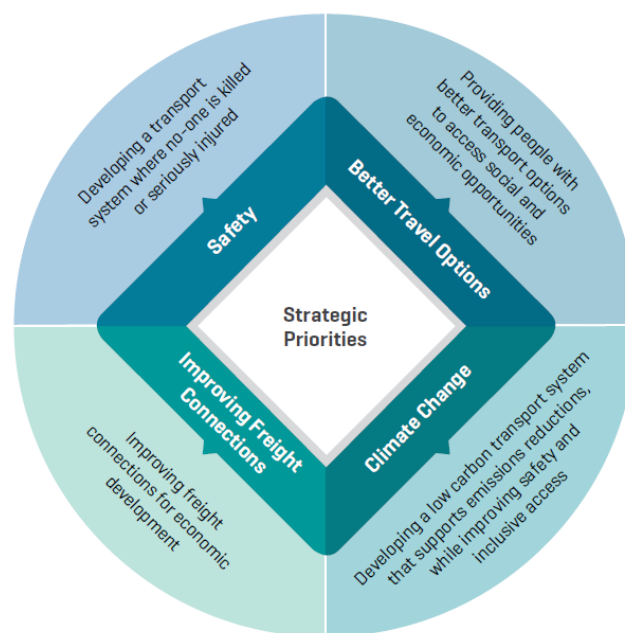 Developing a transport
system where no-one is killed
or seriously injured
Safety
Providing people with
better transport options
to access social and
economic opportunities
Better Travel Options
Strategic
Priorities
Improving Freight
Connections
Improving freight
connections for economic
development
Climate Change
Developing a low carbon transport system
that supports emissions reductions,
while improving safety and
inclusive access